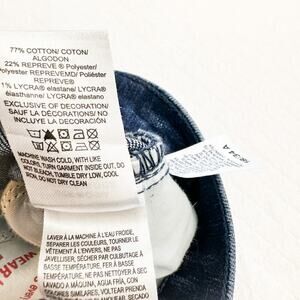 77% COTTON/ COTON/
ALGODON
22% REPREVE ® Polyester/
Polyester REPREVEMD/ Poliéster
REPREVE®
1% LYCRA® elastane/ LYCRA®
élasthanne/ LYCRA® elastano
EXCLUSIVE OF DECORATION/
SAUF LA DÉCORATIONS/ NO
INCLUYE LA DECORACIÓN
MACHINE WASH COLD, WITH LIKE
COLORS, TURN GARMENT INSIDE OUT, DO
NOT BLEACH, TUMBLE DRY LOW, COOL
IRON, DO NOT DRY CLEAN
LAVER À LA MACHINE À L'EAU FROIDE,
SÉPARER LES COULEURS, TOURNER LE
VÊTEMENT À L'ENVERS, NE PAS
JAVELLISER, SÉCHER PAR CULBUTAGE À
BASSE TEMPÉRATURE, FER À BASSE
TEMPÉRATURE, NE PAS NETTOYER À SEC
LAVADO A MÁQUINA, AGUA FRÍA, CON
COLORES SIMILARES, VOLTEAR PRENDA